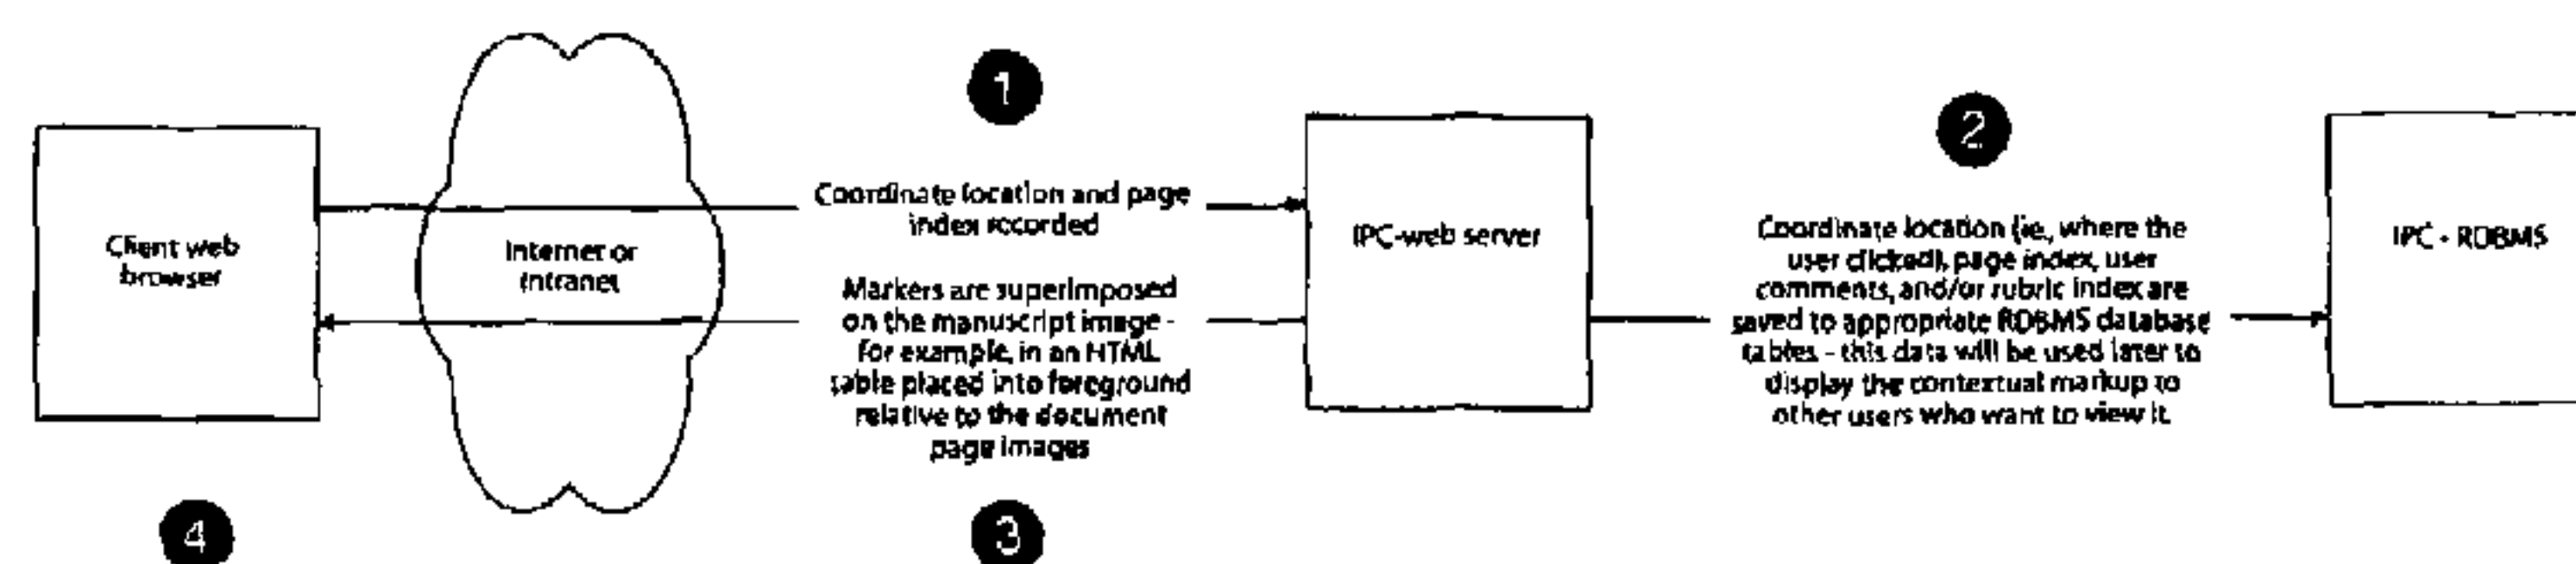 1
2
Client web
browser
Internet or
intranet
Coordinate location and page
index recorded
Markers are superimposed
on the manuscript image -
for example, in an HTML
table placed into foreground
relative to the document
page images
IPC-web server
Coordinate location (ie., where the
user clicked), page index, user
comments, and/or rubric index are
saved to appropriate RDBMS database
tables - this data will be used later to
display the contextual markup to
other users who want to view it.
IPC - RDBMS
4
3